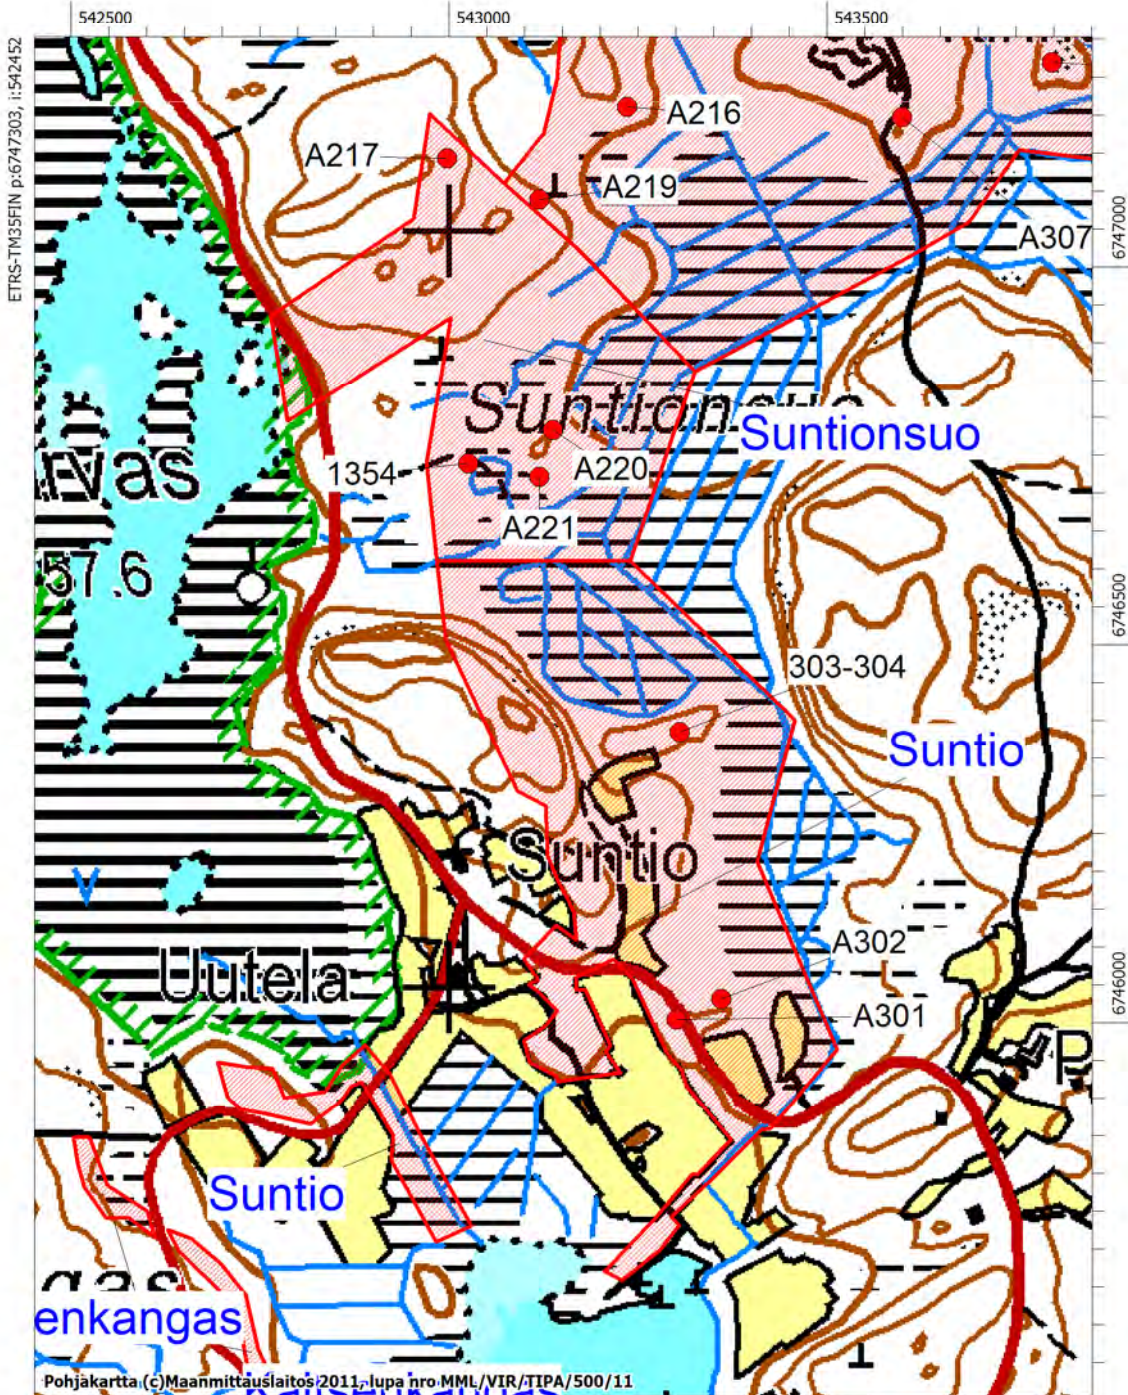 542500
543000
543500
ETRS-TM35FIN p:6747303, i:542452
A216
A217
A219
6747000
A307
Suntionsuo
Suntionsuo
rvas
1354
A220
A221
57.6
6746500
303-304
Suntio
Suntio
A302
Uutela
6746000
A301
P
Suntio
gas
enkangas
Pohjakartta (c)Maanmittauslaitos 2011, lupa nro MML/VIR/TIPA/500/11